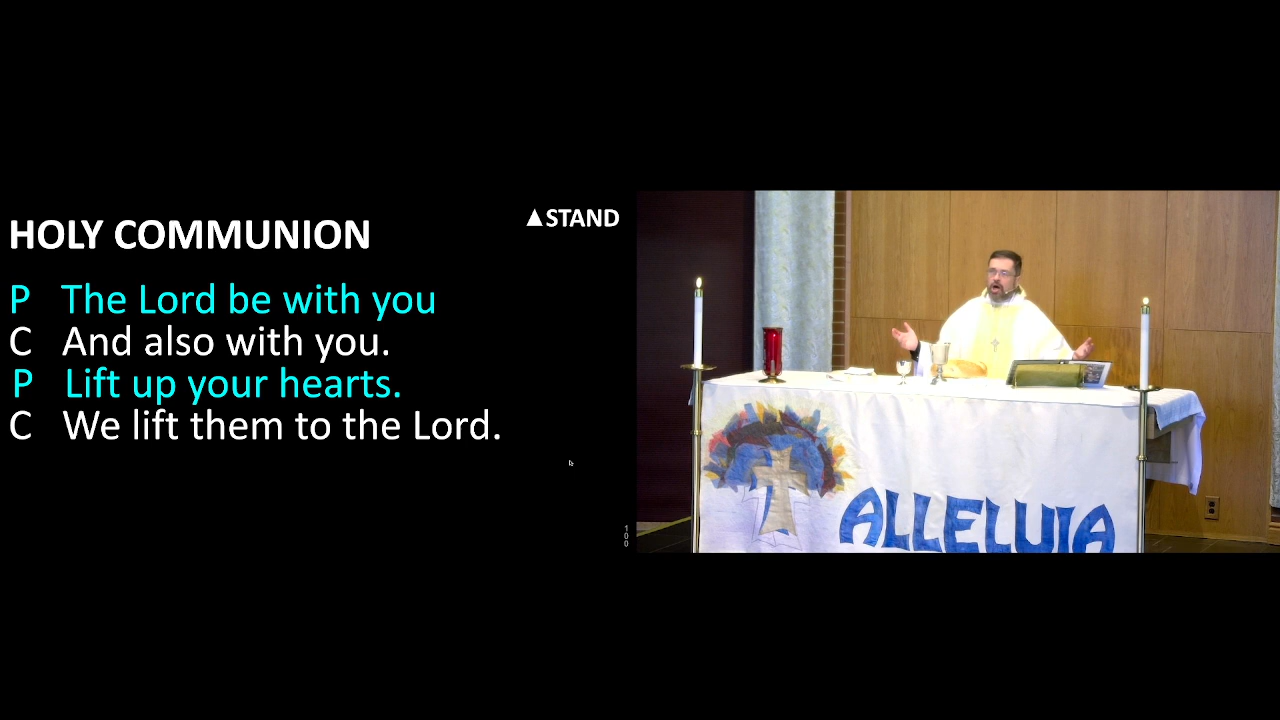 HOLY COMMUNION
▲STAND
P The Lord be with you
C And also with you.
P Lift up your hearts.
C We lift them to the Lord.
100
ALLELUIA